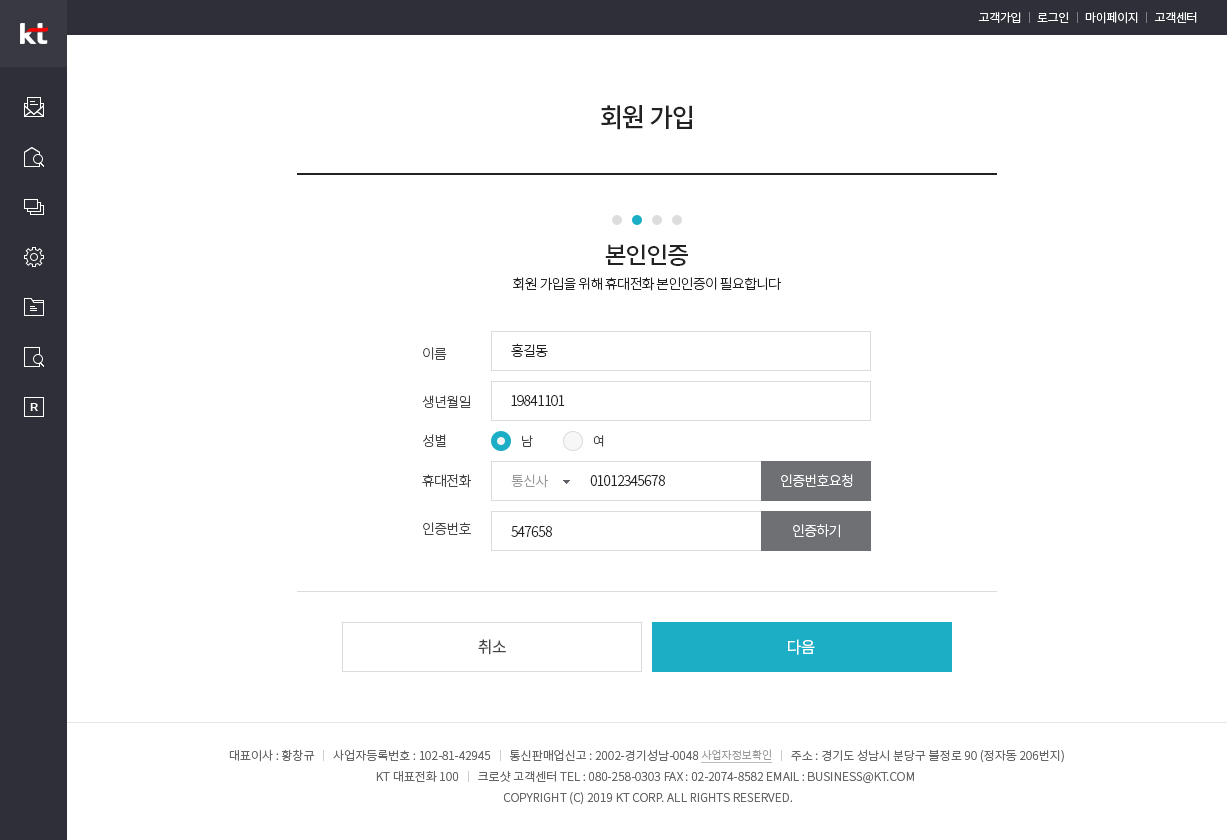 kt
고객가입 로그인 마이페이지 고객센터
회원 가입
본인인증
회원 가입을 위해 휴대전화 본인인증이 필요합니다
이름 홍길동
생년월일 19841101
성별 남 여
휴대전화 통신사 01012345678 인증번호요청
인증번호 547658 인증하기
R
취소 다음
대표이사 : 황창규 사업자등록번호 : 102-81-42945 통신판매업신고 : 2002-경기성남-0048 사업자정보확인 주소 : 경기도 성남시 분당구 불정로 90 (정자동 206번지)
KT 대표전화 100 크로샷 고객센터 TEL : 080-258-0303 FAX : 02-2074-8582 EMAIL : BUSINESS@KT.COM
COPYRIGHT (C) 2019 KT CORP. ALL RIGHTS RESERVED.